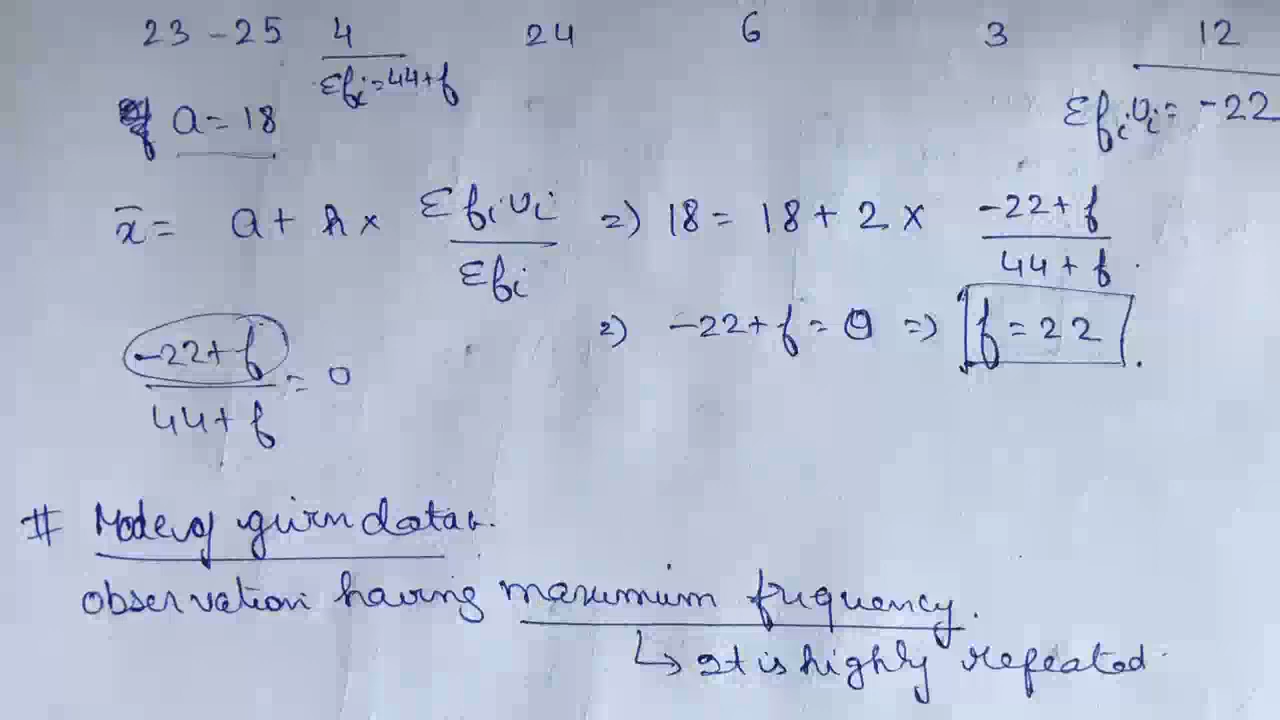 23 - 25 4 24 6 3 12
Σfi = 44 + f
Σfiui = -22
a = 18
x̄ = a + h × Σfiui / Σfi ⇒ 18 = 18 + 2 × -22 + f / 44 + f
⇒ -22 + f = 0 ⇒ f = 22
-22 + f / 44 + f = 0
# Mode of given data.
observation having maximum frequency.
↳ It is highly repeated.